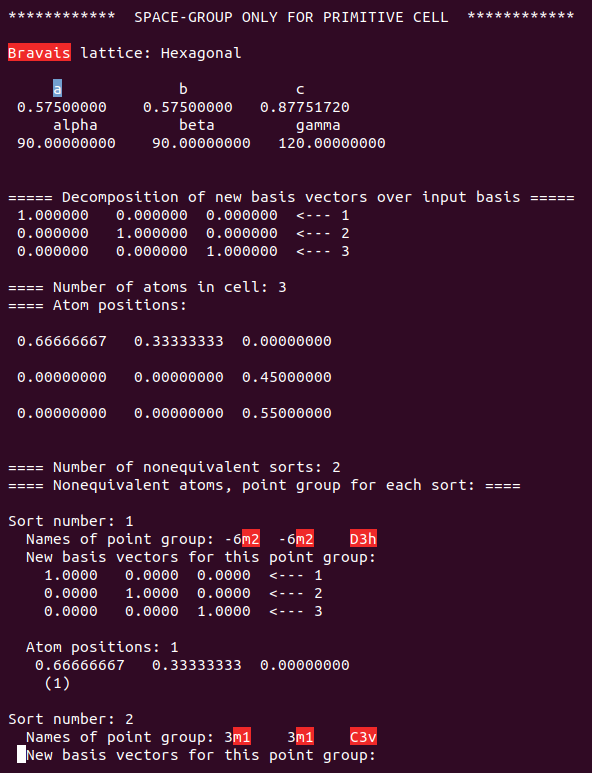 ************  SPACE-GROUP ONLY FOR PRIMITIVE CELL  ************
Bravais lattice: Hexagonal
a             b            c
0.57500000    0.57500000   0.87751720
alpha         beta         gamma
90.00000000    90.00000000   120.00000000
===== Decomposition of new basis vectors over input basis =====
1.000000   0.000000  0.000000  <--- 1
0.000000   1.000000  0.000000  <--- 2
0.000000   0.000000  1.000000  <--- 3
==== Number of atoms in cell: 3
==== Atom positions:
0.66666667   0.33333333  0.00000000
0.00000000   0.00000000  0.45000000
0.00000000   0.00000000  0.55000000
==== Number of nonequivalent sorts: 2
==== Nonequivalent atoms, point group for each sort: ====
Sort number: 1
Names of point group: -6m2  -6m2    D3h
New basis vectors for this point group:
1.0000   0.0000  0.0000  <--- 1
0.0000   1.0000  0.0000  <--- 2
0.0000   0.0000  1.0000  <--- 3
Atom positions: 1
0.66666667   0.33333333  0.00000000
(1)
Sort number: 2
Names of point group: 3m1    3m1    C3v
New basis vectors for this point group: